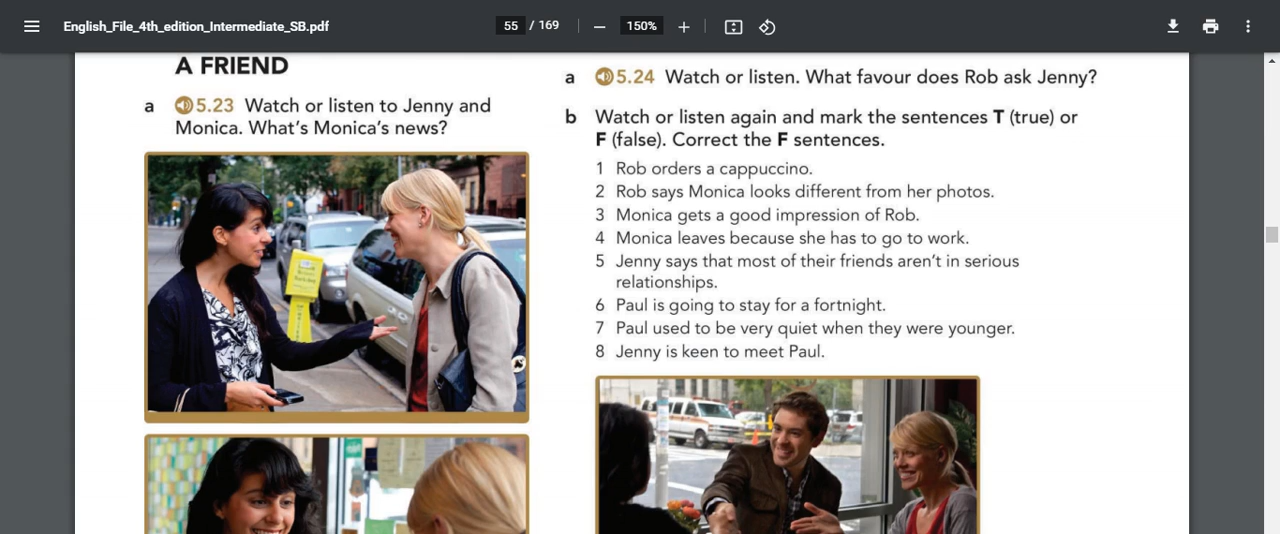 English_File_4th_edition_Intermediate_SB.pdf
55 / 169
150%
A FRIEND
a 5.23 Watch or listen to Jenny and
Monica. What's Monica's news?
a 5.24 Watch or listen. What favour does Rob ask Jenny?
b Watch or listen again and mark the sentences T (true) or
F (false). Correct the F sentences.
1 Rob orders a cappuccino.
2 Rob says Monica looks different from her photos.
3 Monica gets a good impression of Rob.
4 Monica leaves because she has to go to work.
5 Jenny says that most of their friends aren't in serious
relationships.
6 Paul is going to stay for a fortnight.
7 Paul used to be very quiet when they were younger.
8 Jenny is keen to meet Paul.